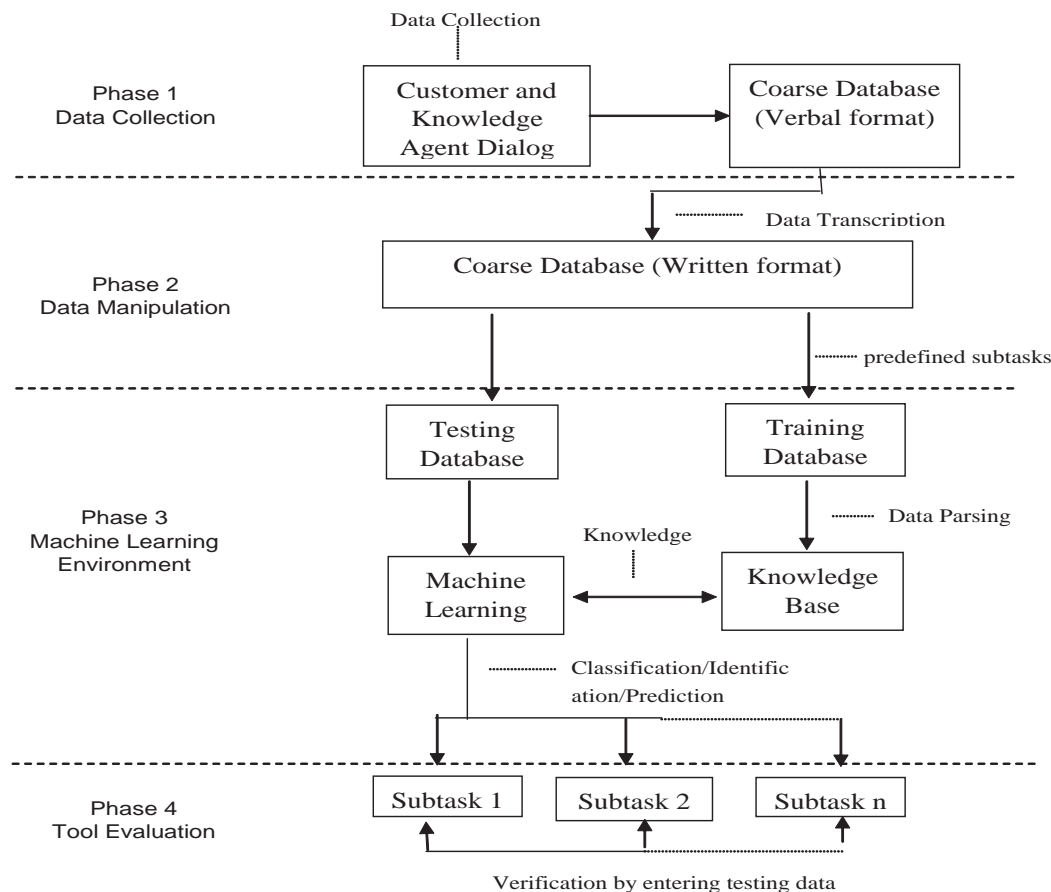 Data Collection
Phase 1
Data Collection
Customer and
Knowledge
Agent Dialog
Coarse Database
(Verbal format)
Data Transcription
Phase 2
Data Manipulation
Coarse Database (Written format)
predefined subtasks
Phase 3
Machine Learning
Environment
Testing
Database
Training
Database
Data Parsing
Knowledge
Machine
Learning
Knowledge
Base
Classification/Identific
ation/Prediction
Phase 4
Tool Evaluation
Subtask 1
Subtask 2
Subtask n
Verification by entering testing data